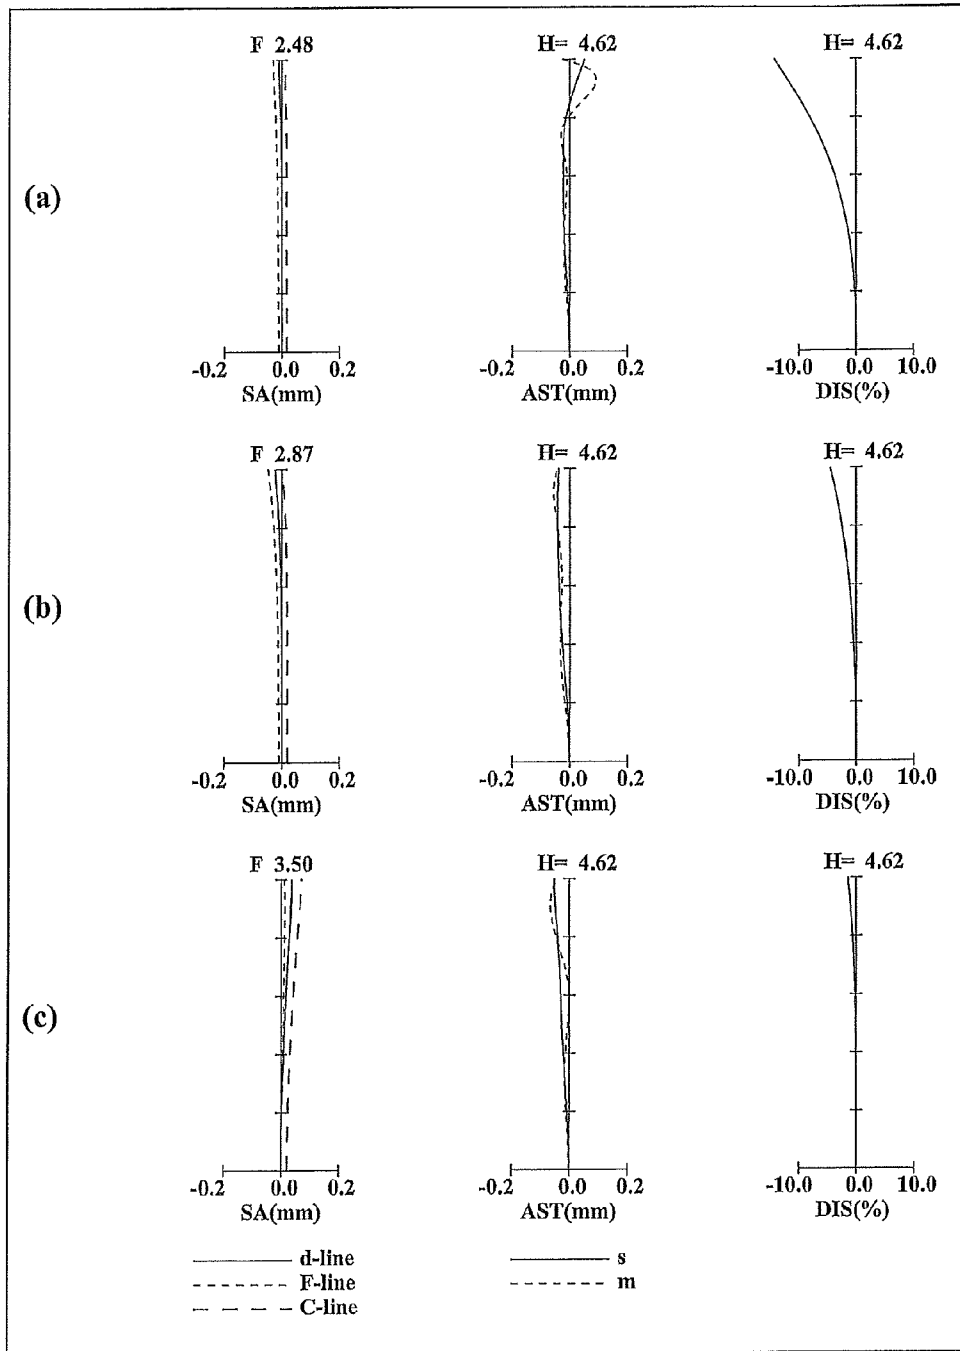 F 2.48 H= 4.62 H= 4.62
(a)
-0.2 0.0 0.2 -0.2 0.0 0.2 -10.0 0.0 10.0
SA(mm) AST(mm) DIS(%)
F 2.87 H= 4.62 H= 4.62
(b)
-0.2 0.0 0.2 -0.2 0.0 0.2 -10.0 0.0 10.0
SA(mm) AST(mm) DIS(%)
F 3.50 H= 4.62 H= 4.62
(c)
-0.2 0.0 0.2 -0.2 0.0 0.2 -10.0 0.0 10.0
SA(mm) AST(mm) DIS(%)
d-line s
F-line m
C-line